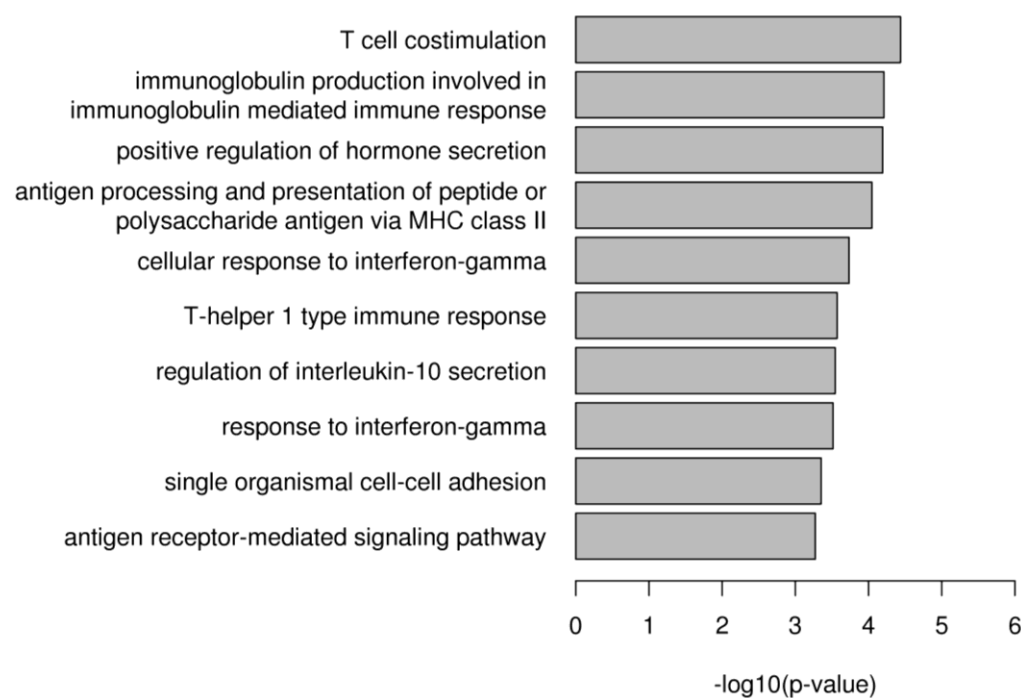 T cell costimulation
immunoglobulin production involved in
immunoglobulin mediated immune response
positive regulation of hormone secretion
antigen processing and presentation of peptide or
polysaccharide antigen via MHC class II
cellular response to interferon-gamma
T-helper 1 type immune response
regulation of interleukin-10 secretion
response to interferon-gamma
single organismal cell-cell adhesion
antigen receptor-mediated signaling pathway
0 1 2 3 4 5 6
-log10(p-value)